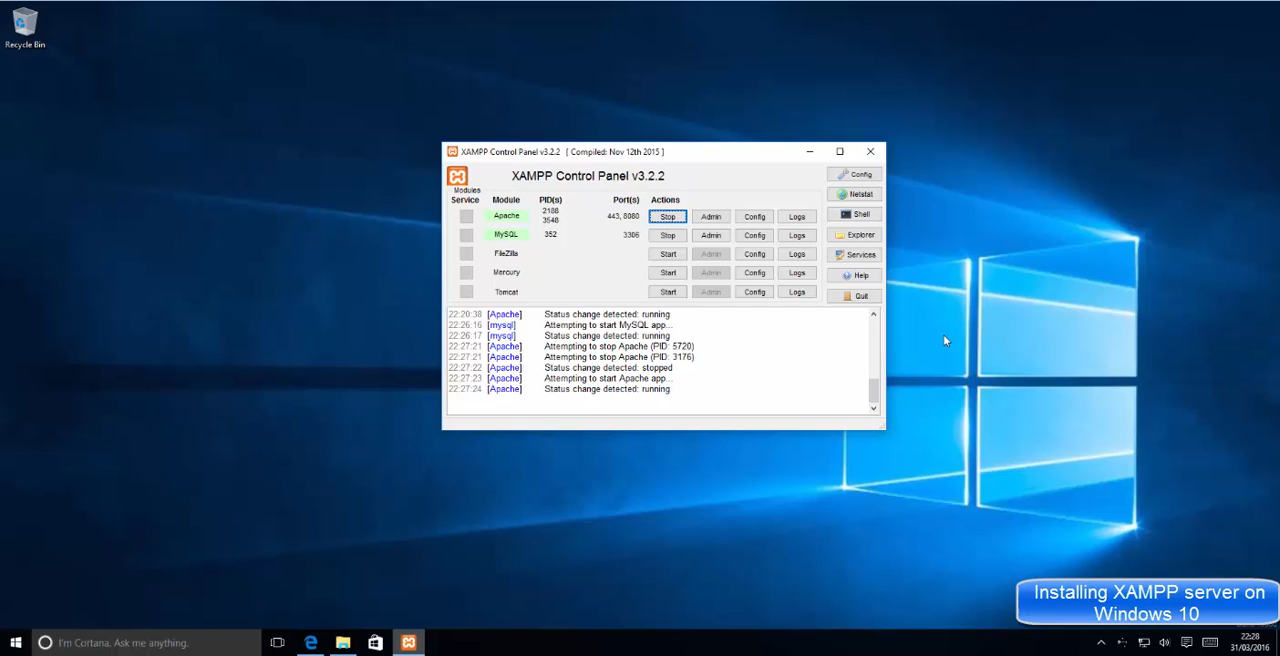 Recycle Bin
XAMPP Control Panel v3.2.2 [ Compiled: Nov 12th 2015 ]
XAMPP Control Panel v3.2.2
Modules
Service Module PID(s) Port(s) Actions
Apache 2188 3548 443, 8080 Stop Admin Config Logs
MySQL 352 3306 Stop Admin Config Logs
FileZilla Start Admin Config Logs
Mercury Start Admin Config Logs
Tomcat Start Admin Config Logs
Config
Netstat
Shell
Explorer
Services
Help
Quit
22:20:38 [Apache] Status change detected: running
22:26:16 [mysql] Attempting to start MySQL app...
22:26:17 [mysql] Status change detected: running
22:27:21 [Apache] Attempting to stop Apache (PID: 5720)
22:27:21 [Apache] Attempting to stop Apache (PID: 3176)
22:27:22 [Apache] Status change detected: stopped
22:27:23 [Apache] Attempting to start Apache app...
22:27:24 [Apache] Status change detected: running
Installing XAMPP server on
Windows 10
I'm Cortana. Ask me anything.
22:28
31/03/2016